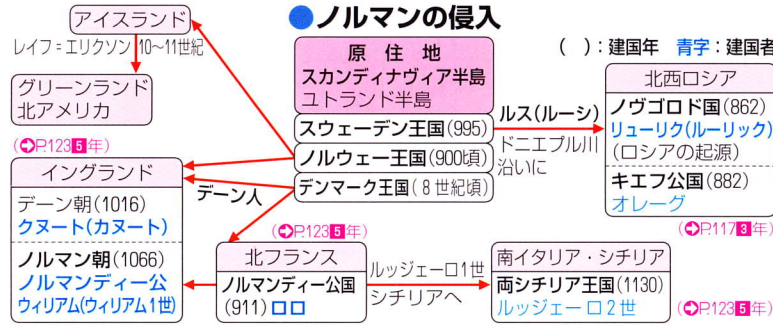 ●ノルマンの侵入
( ):建国年 青字:建国者
アイスランド
レイフ=エリクソン 10~11世紀
グリーンランド
北アメリカ
原住地
スカンディナヴィア半島
ユトランド半島
スウェーデン王国(995)
ノルウェー王国(900頃)
デンマーク王国(8世紀頃)
ルス(ルーシ)
ドニエプル川
沿いに
北西ロシア
ノヴゴロド国(862)
リューリク(ルーリック)
(ロシアの起源)
キエフ公国(882)
オレーグ
(➲P.117 3 年)
(➲P.123 5 年)
イングランド
デーン朝(1016)
クヌート(カヌート)
ノルマン朝(1066)
ノルマンディー公
ウィリアム(ウィリアム1世)
デーン人
(➲P.123 5 年)
北フランス
ノルマンディー公国
(911) ロロ
ルッジェーロ1世
シチリアへ
南イタリア・シチリア
両シチリア王国(1130)
ルッジェーロ2世
(➲P.123 5 年)